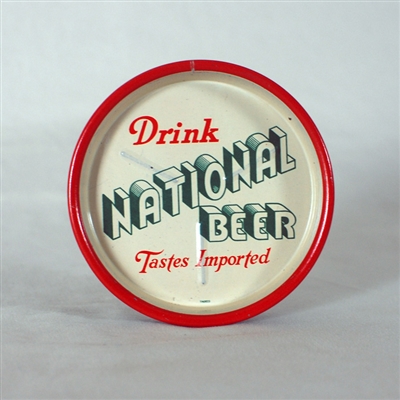 Drink
NATIONAL
BEER
Tastes Imported